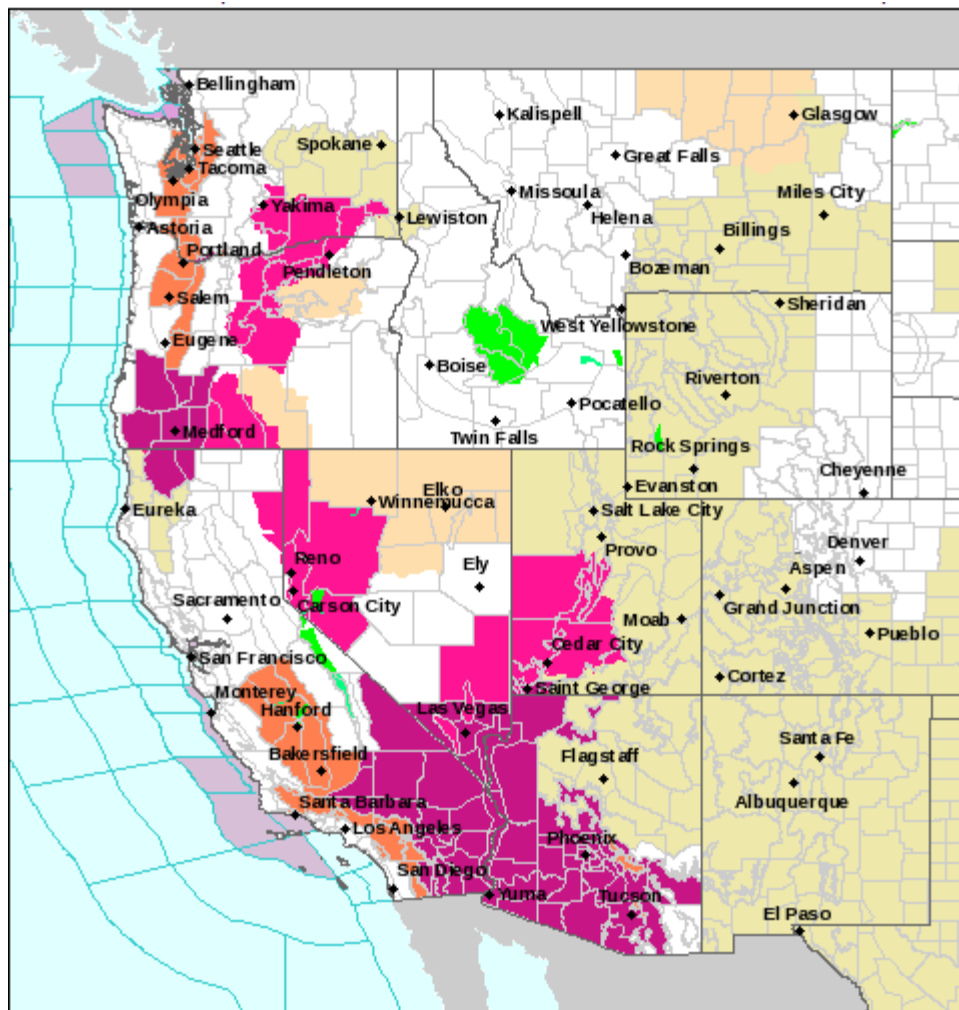 Bellingham
Kalispell
Glasgow
Spokane
Seattle
Great Falls
Tacoma
Missoula
Miles City
Olympia
Yakima
Helena
Lewiston
Astoria
Billings
Portland
Pendleton
Bozeman
Salem
Sheridan
West Yellowstone
Eugene
Boise
Riverton
Pocatello
Medford
Twin Falls
Rock Springs
Cheyenne
Elko
Evanston
Winnemucca
Eureka
Salt Lake City
Provo
Denver
Reno
Ely
Aspen
Sacramento
Carson City
Grand Junction
Moab
Pueblo
Cedar City
San Francisco
Cortez
Saint George
Monterey
Hanford
Las Vegas
Santa Fe
Bakersfield
Flagstaff
Albuquerque
Santa Barbara
Los Angeles
Phoenix
San Diego
Yuma
Tucson
El Paso